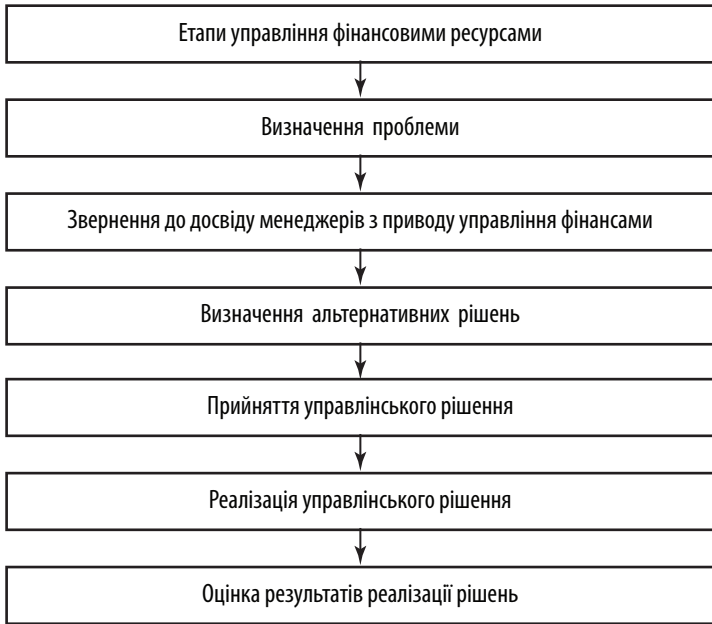 Етапи управління фінансовими ресурсами
Визначення проблеми
Звернення до досвіду менеджерів з приводу управління фінансами
Визначення альтернативних рішень
Прийняття управлінського рішення
Реалізація управлінського рішення
Оцінка результатів реалізації рішень